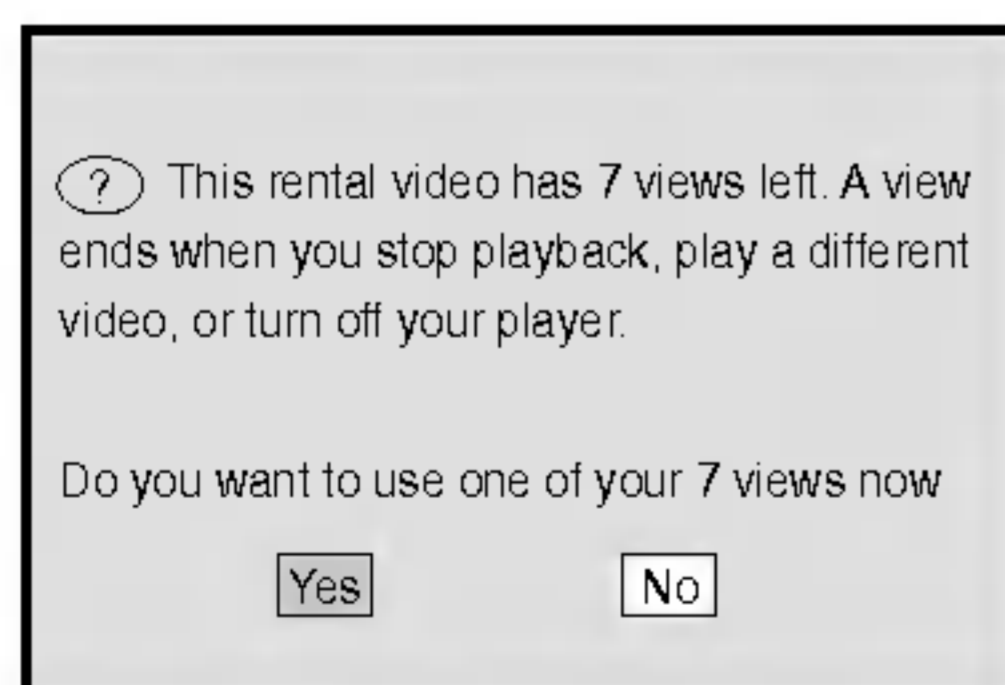 ? This rental video has 7 views left. A view
ends when you stop playback, play a different
video, or turn off your player.
Do you want to use one of your 7 views now
Yes No